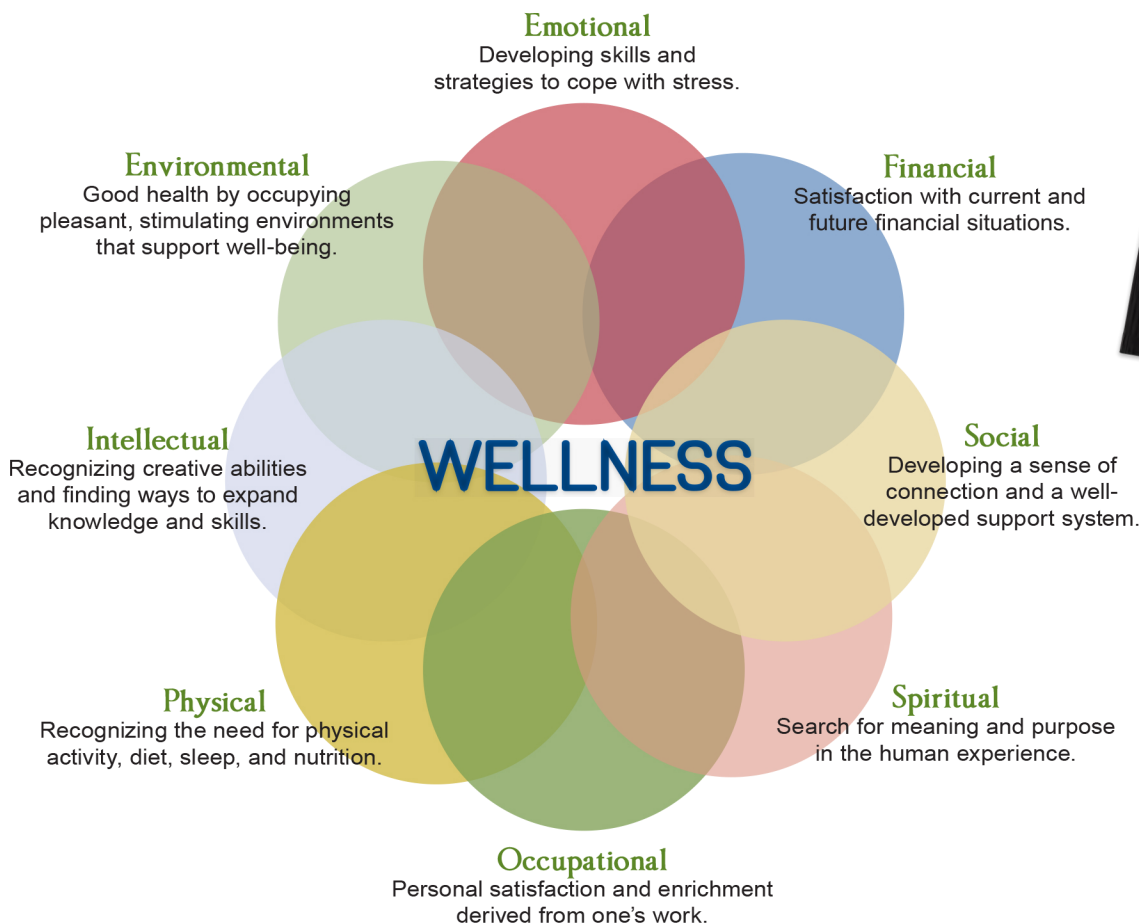 Emotional
Developing skills and
strategies to cope with stress.
Financial
Satisfaction with current and
future financial situations.
Social
Developing a sense of
connection and a well-
developed support system.
Spiritual
Search for meaning and purpose
in the human experience.
Occupational
Personal satisfaction and enrichment
derived from one’s work.
Physical
Recognizing the need for physical
activity, diet, sleep, and nutrition.
Intellectual
Recognizing creative abilities
and finding ways to expand
knowledge and skills.
Environmental
Good health by occupying
pleasant, stimulating environments
that support well-being.
WELLNESS